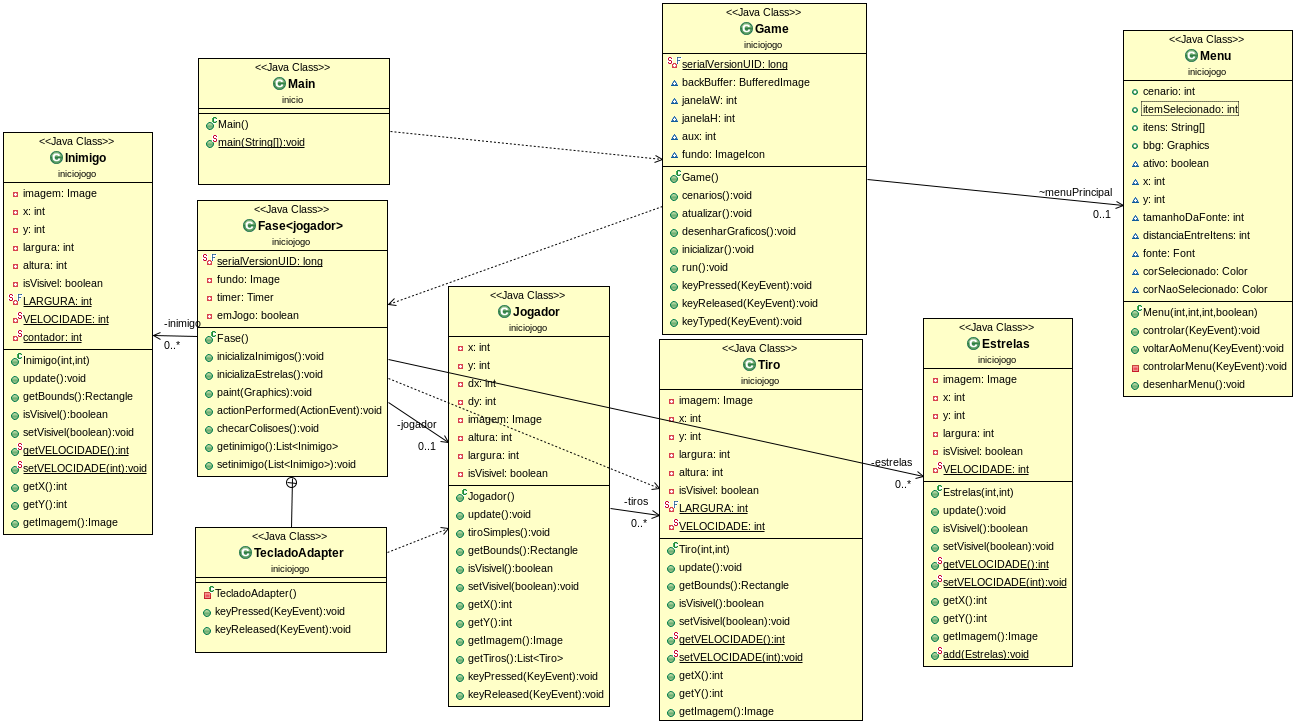 <<Java Class>>
Main
inicio
Main()
main(String[]):void
<<Java Class>>
Game
iniciojogo
serialVersionUID: long
backBuffer: BufferedImage
janelaW: int
janelaH: int
aux: int
fundo: ImageIcon
Game()
cenarios():void
atualizar():void
desenharGraficos():void
inicializar():void
run():void
keyPressed(KeyEvent):void
keyReleased(KeyEvent):void
keyTyped(KeyEvent):void
~menuPrincipal
0..1
<<Java Class>>
Menu
iniciojogo
cenario: int
itemSelecionado: int
itens: String[]
bbg: Graphics
ativo: boolean
x: int
y: int
tamanhoDaFonte: int
distanciaEntreItens: int
fonte: Font
corSelecionado: Color
corNaoSelecionado: Color
Menu(int,int,int,boolean)
controlar(KeyEvent):void
voltarAoMenu(KeyEvent):void
controlarMenu(KeyEvent):void
desenharMenu():void
<<Java Class>>
Inimigo
iniciojogo
imagem: Image
x: int
y: int
largura: int
altura: int
isVisivel: boolean
LARGURA: int
VELOCIDADE: int
contador: int
Inimigo(int,int)
update():void
getBounds():Rectangle
isVisivel():boolean
setVisivel(boolean):void
getVELOCIDADE():int
setVELOCIDADE(int):void
getX():int
getY():int
getImagem():Image
-inimigo
0..*
<<Java Class>>
Fase<jogador>
iniciojogo
serialVersionUID: long
fundo: Image
timer: Timer
emJogo: boolean
Fase()
inicializaInimigos():void
inicializaEstrelas():void
paint(Graphics):void
actionPerformed(ActionEvent):void
checarColisoes():void
getinimigo():List<Inimigo>
setinimigo(List<Inimigo>):void
-jogador
0..1
<<Java Class>>
TecladoAdapter
iniciojogo
TecladoAdapter()
keyPressed(KeyEvent):void
keyReleased(KeyEvent):void
<<Java Class>>
Jogador
iniciojogo
x: int
y: int
dx: int
dy: int
imagem: Image
altura: int
largura: int
isVisivel: boolean
Jogador()
update():void
tiroSimples():void
getBounds():Rectangle
isVisivel():boolean
setVisivel(boolean):void
getX():int
getY():int
getImagem():Image
getTiros():List<Tiro>
keyPressed(KeyEvent):void
keyReleased(KeyEvent):void
-tiros
0..*
<<Java Class>>
Tiro
iniciojogo
imagem: Image
x: int
y: int
largura: int
altura: int
isVisivel: boolean
LARGURA: int
VELOCIDADE: int
Tiro(int,int)
update():void
getBounds():Rectangle
isVisivel():boolean
setVisivel(boolean):void
getVELOCIDADE():int
setVELOCIDADE(int):void
getX():int
getY():int
getImagem():Image
-estrelas
0..*
<<Java Class>>
Estrelas
iniciojogo
imagem: Image
x: int
y: int
largura: int
isVisivel: boolean
VELOCIDADE: int
Estrelas(int,int)
update():void
isVisivel():boolean
setVisivel(boolean):void
getVELOCIDADE():int
setVELOCIDADE(int):void
getX():int
getY():int
getImagem():Image
add(Estrelas):void